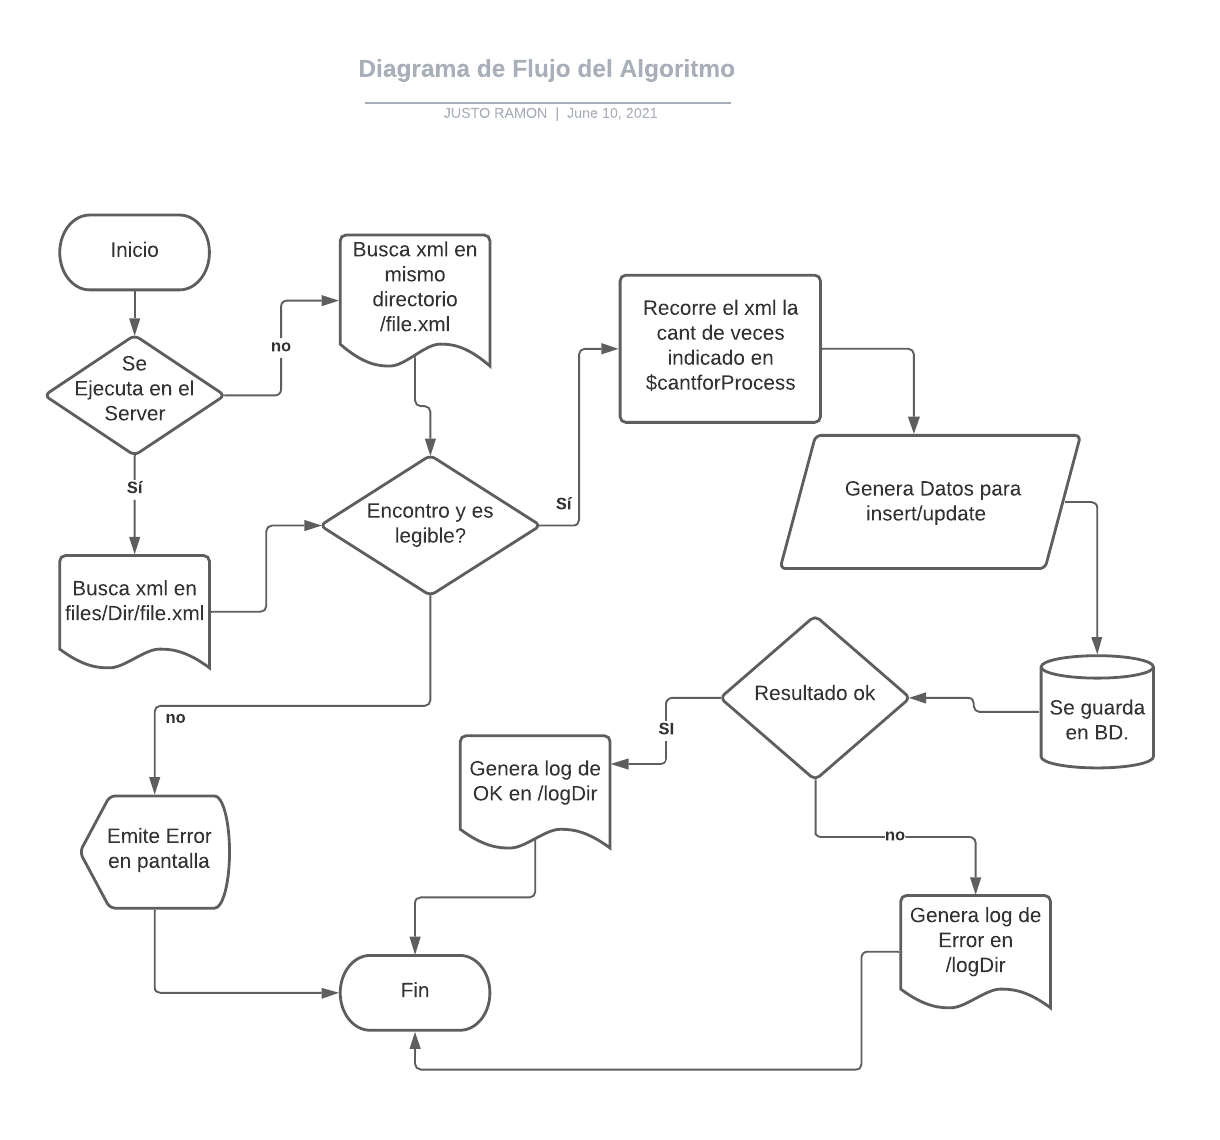 Diagrama de Flujo del Algoritmo
JUSTO RAMON | June 10, 2021
Inicio
Se
Ejecuta en el
Server
no
Busca xml en
mismo
directorio
/file.xml
Sí
Busca xml en
files/Dir/file.xml
Encontro y es
legible?
Sí
Recorre el xml la
cant de veces
indicado en
$cantforProcess
Genera Datos para
insert/update
Se guarda
en BD.
Resultado ok
SI
Genera log de
OK en /logDir
no
Genera log de
Error en
/logDir
no
Emite Error
en pantalla
Fin